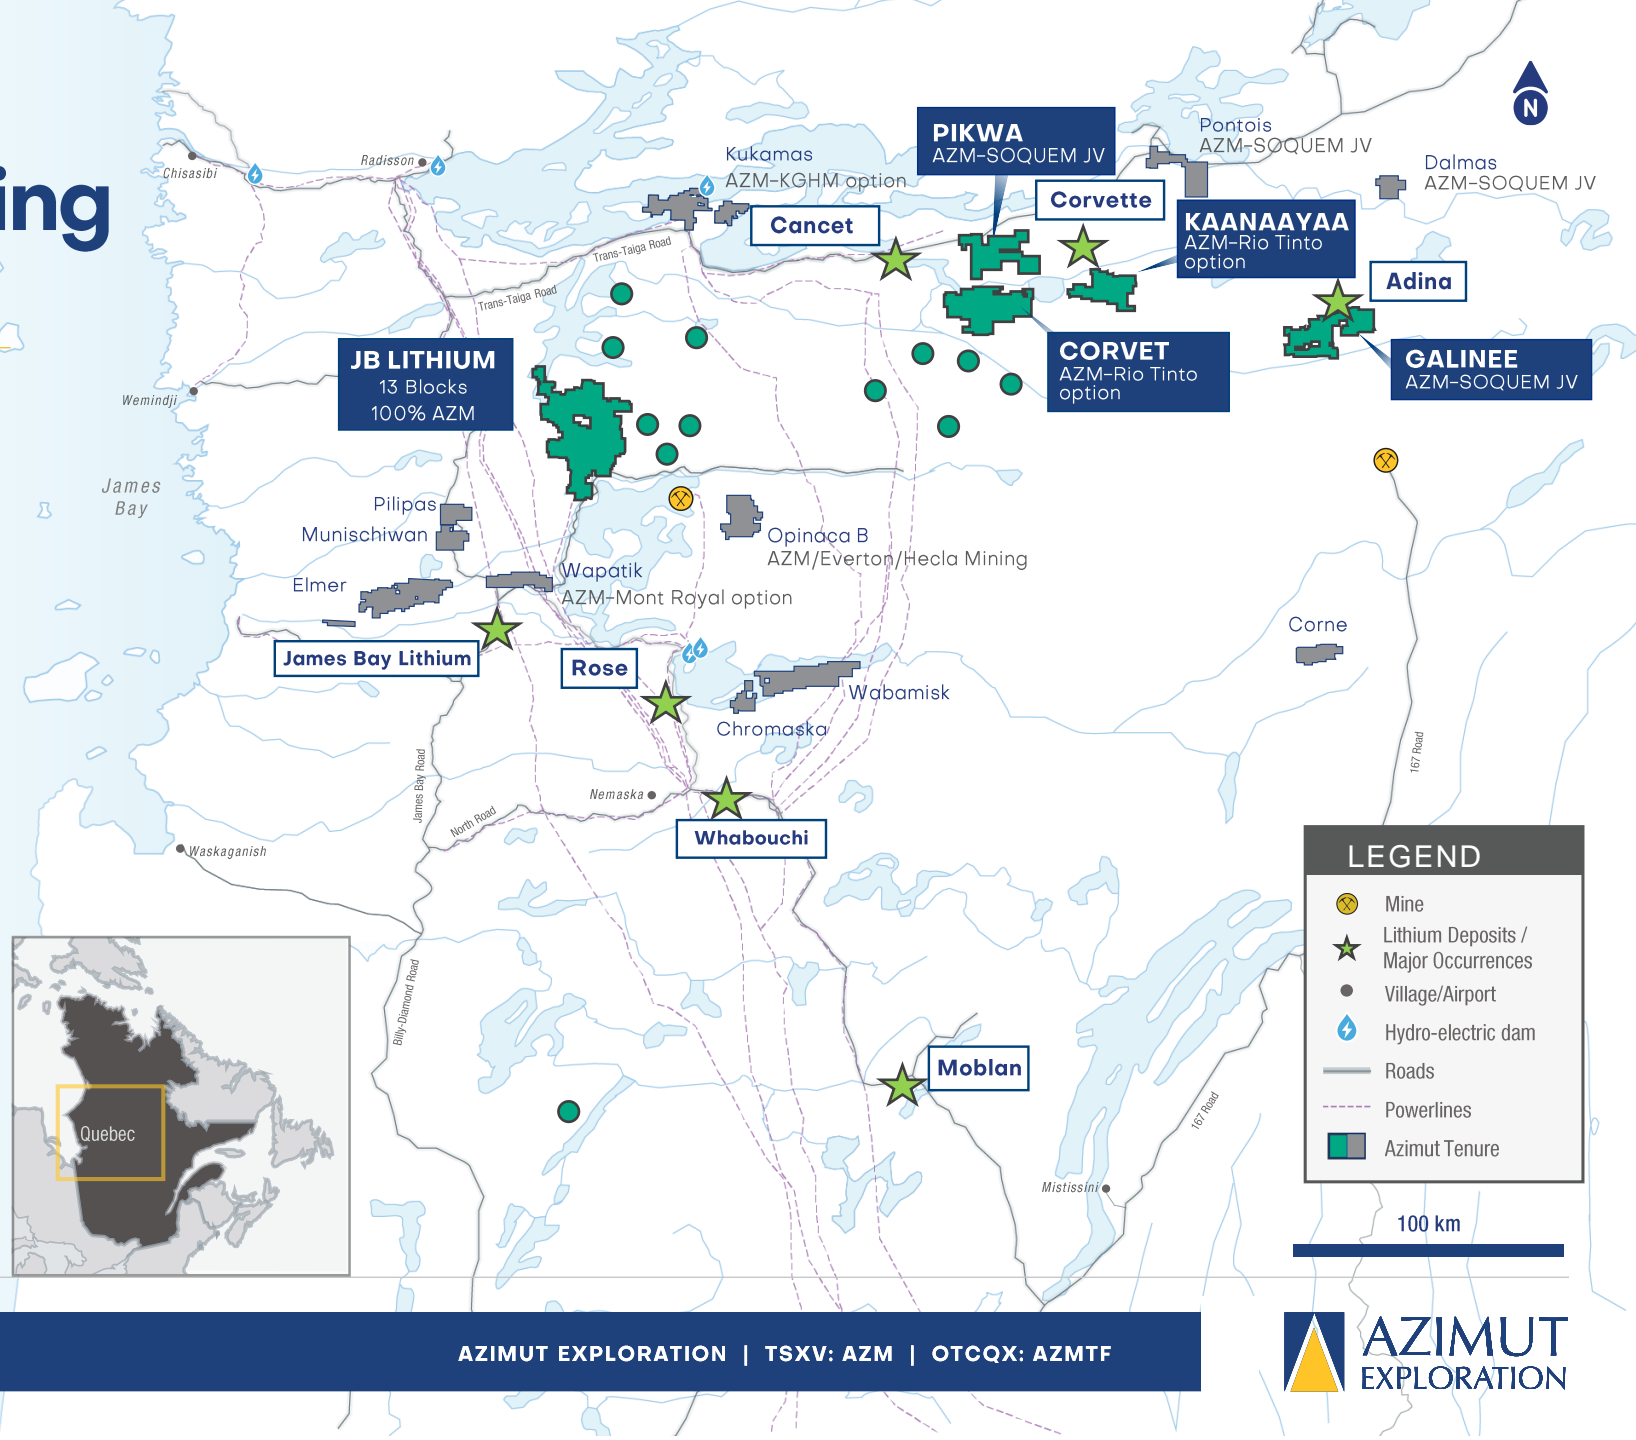 ing
N
Pontois
AZM-SOQUEM JV
Dalmas
AZM-SOQUEM JV
PIKWA
AZM-SOQUEM JV
Kukamas
AZM-KGHM option
Radisson
Chisasibi
Corvette
Cancet
KAANAAYAA
AZM-Rio Tinto
option
Adina
Trans-Taiga Road
Trans-Taiga Road
JB LITHIUM
13 Blocks
100% AZM
CORVET
AZM-Rio Tinto
option
GALINEE
AZM-SOQUEM JV
Wemindji
James
Bay
Pilipas
Munischiwan
Opinaca B
AZM/Everton/Hecla Mining
Elmer
Wapatik
AZM-Mont Royal option
James Bay Lithium
Rose
Corne
Wabamisk
Chromaska
James Bay Road
167 Road
Nemaska
North Road
Whabouchi
Waskaganish
Billy-Diamond Road
Moblan
167 Road
Mistissini
Quebec
LEGEND
Mine
Lithium Deposits /
Major Occurrences
Village/Airport
Hydro-electric dam
Roads
Powerlines
Azimut Tenure
100 km
AZIMUT EXPLORATION | TSXV: AZM | OTCQX: AZMTF
AZIMUT
EXPLORATION